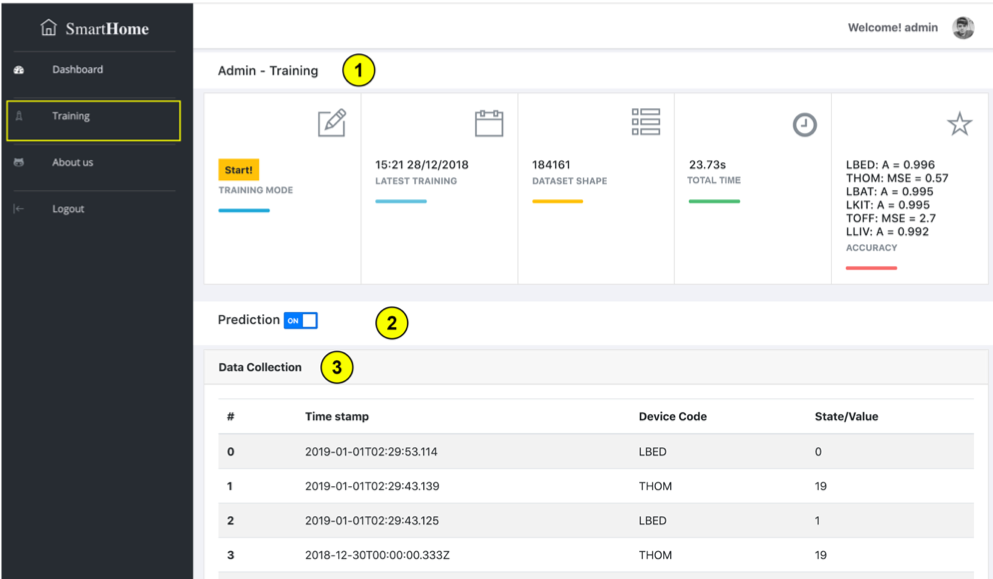 SmartHome
Welcome! admin
Dashboard
Training
About us
Logout
Admin - Training
1
Start!
TRAINING MODE
15:21 28/12/2018
LATEST TRAINING
184161
DATASET SHAPE
23.73s
TOTAL TIME
LBED: A = 0.996
THOM: MSE = 0.57
LBAT: A = 0.995
LKIT: A = 0.995
TOFF: MSE = 2.7
LLIV: A = 0.992
ACCURACY
Prediction ON
2
Data Collection
3
# Time stamp Device Code State/Value
0 2019-01-01T02:29:53.114 LBED 0
1 2019-01-01T02:29:43.139 THOM 19
2 2019-01-01T02:29:43.125 LBED 1
3 2018-12-30T00:00:00.333Z THOM 19